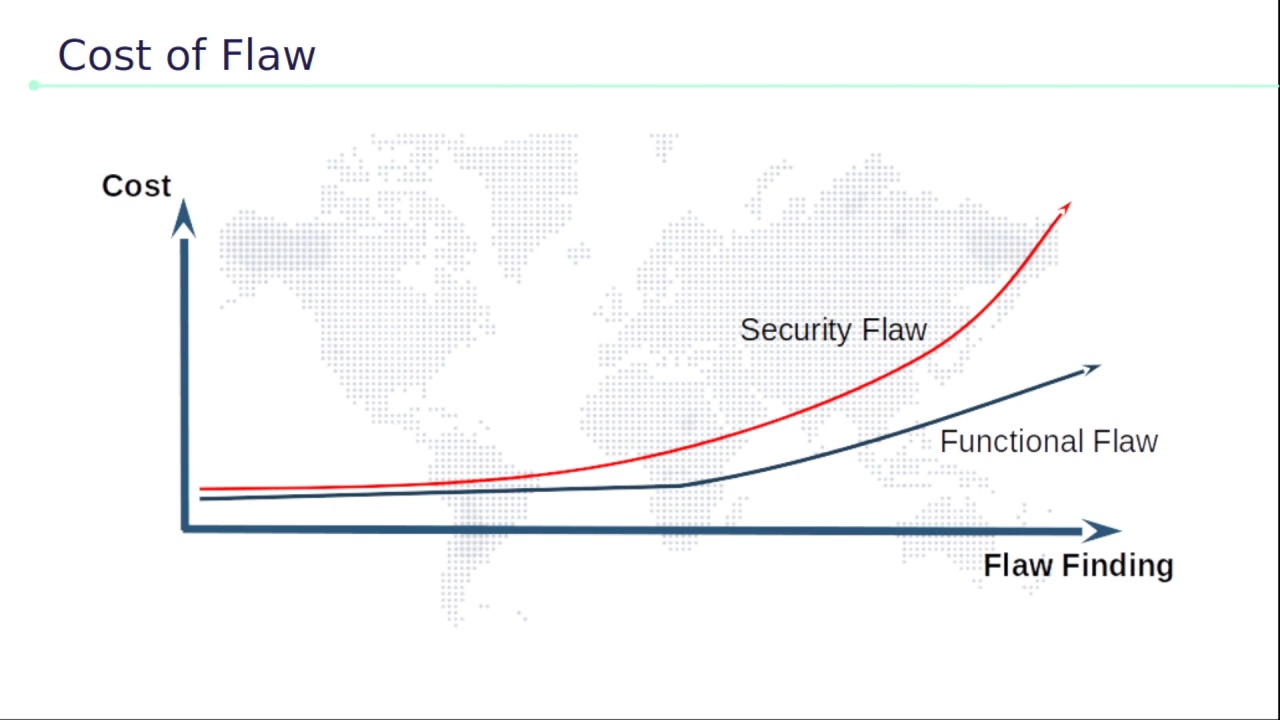 Cost of Flaw
Cost
Security Flaw
Functional Flaw
Flaw Finding